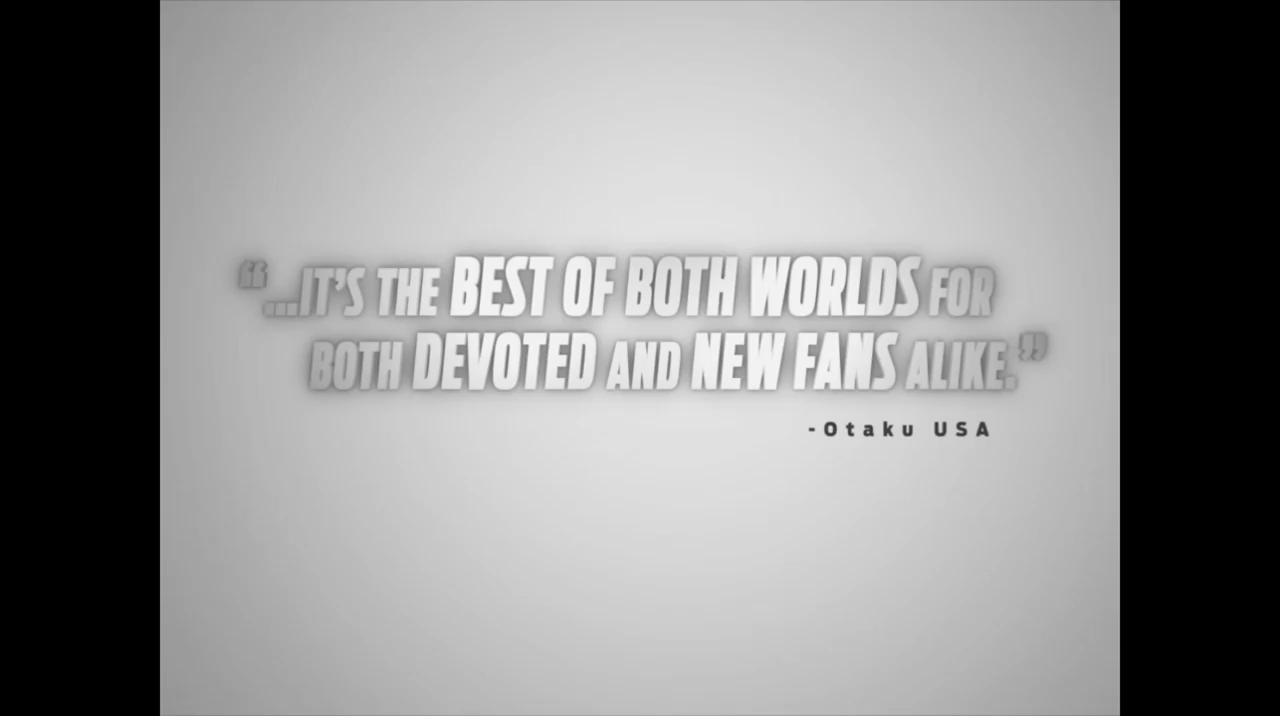 “...IT’S THE BEST OF BOTH WORLDS FOR
BOTH DEVOTED AND NEW FANS ALIKE.”
-Otaku USA